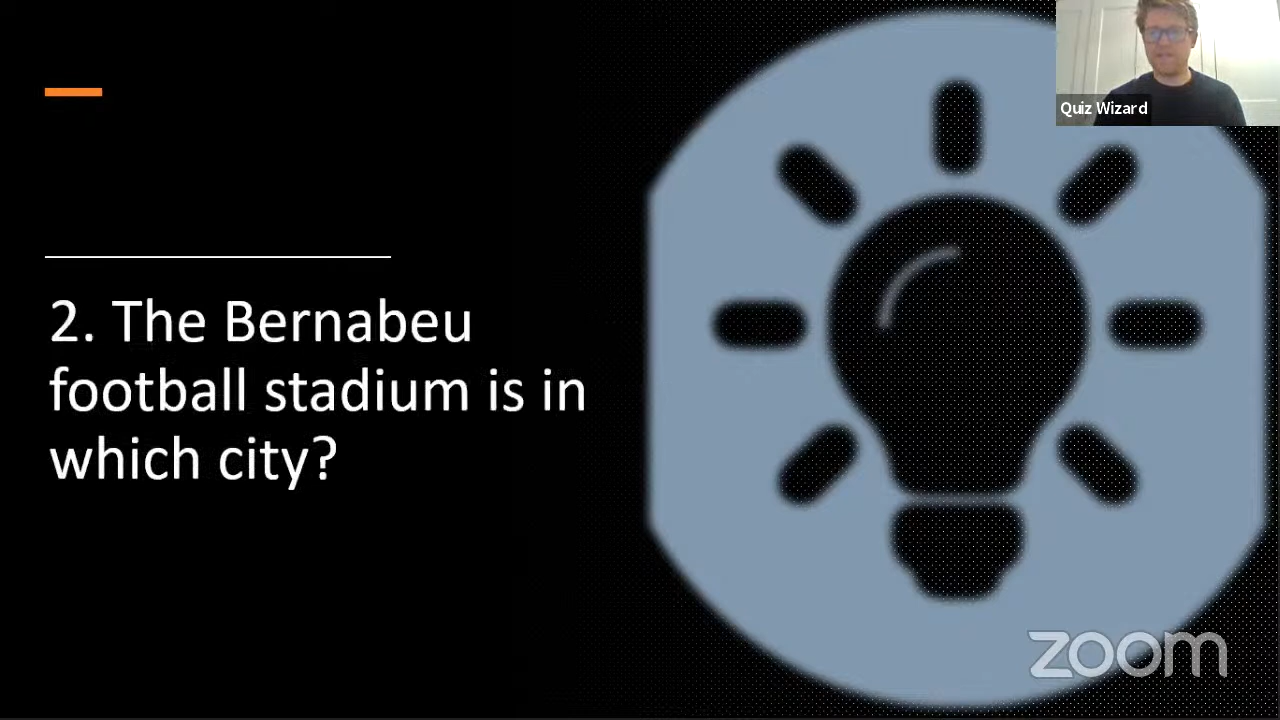 Quiz Wizard
2. The Bernabeu
football stadium is in
which city?
zoom